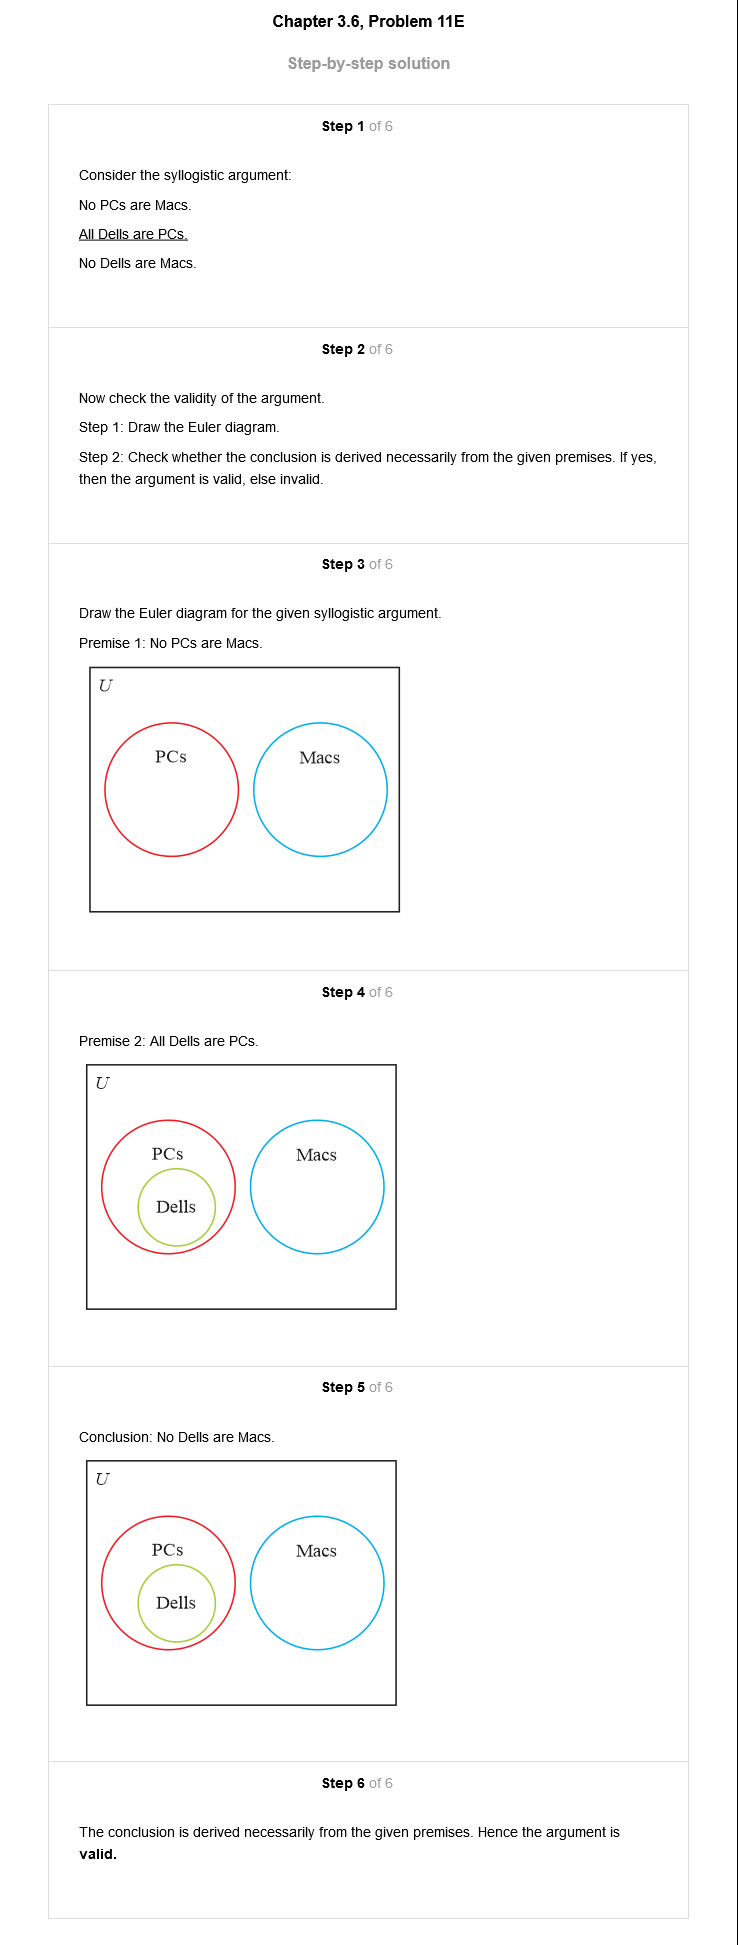 Chapter 3.6, Problem 11E
Step-by-step solution
Step 1 of 6
Consider the syllogistic argument:
No PCs are Macs.
All Dells are PCs.
No Dells are Macs.
Step 2 of 6
Now check the validity of the argument.
Step 1: Draw the Euler diagram.
Step 2: Check whether the conclusion is derived necessarily from the given premises. If yes,
then the argument is valid, else invalid.
Step 3 of 6
Draw the Euler diagram for the given syllogistic argument.
Premise 1: No PCs are Macs.
U
PCs
Macs
Step 4 of 6
Premise 2: All Dells are PCs.
U
PCs
Macs
Dells
Step 5 of 6
Conclusion: No Dells are Macs.
U
PCs
Macs
Dells
Step 6 of 6
The conclusion is derived necessarily from the given premises. Hence the argument is
valid.